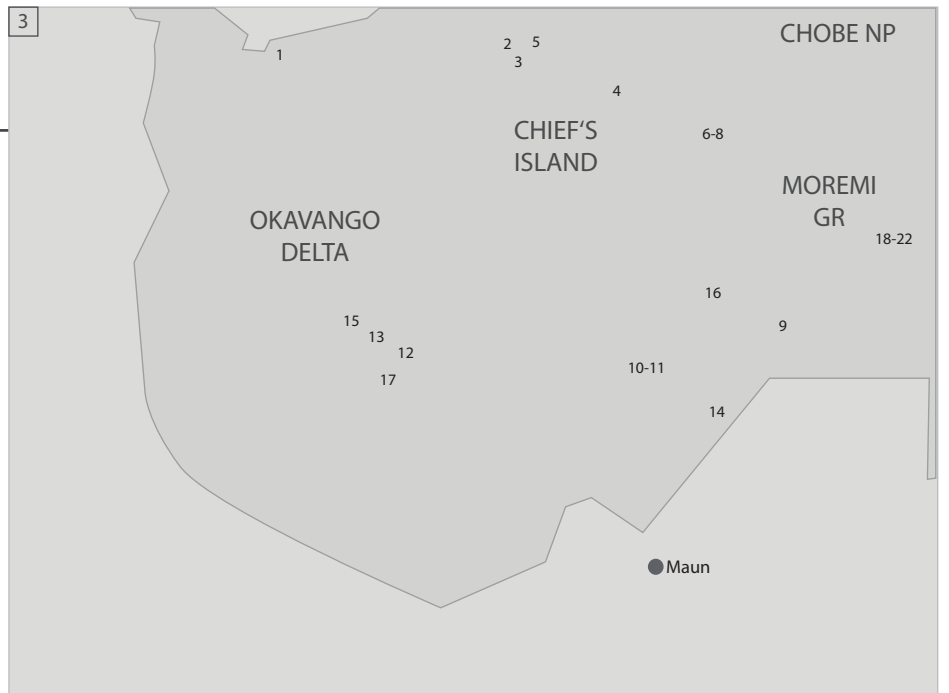 3
CHOBE NP
2
5
1
3
4
CHIEF‘S
ISLAND
6-8
MOREMI
GR
OKAVANGO
DELTA
18-22
16
15
9
13
12
10-11
17
14
Maun